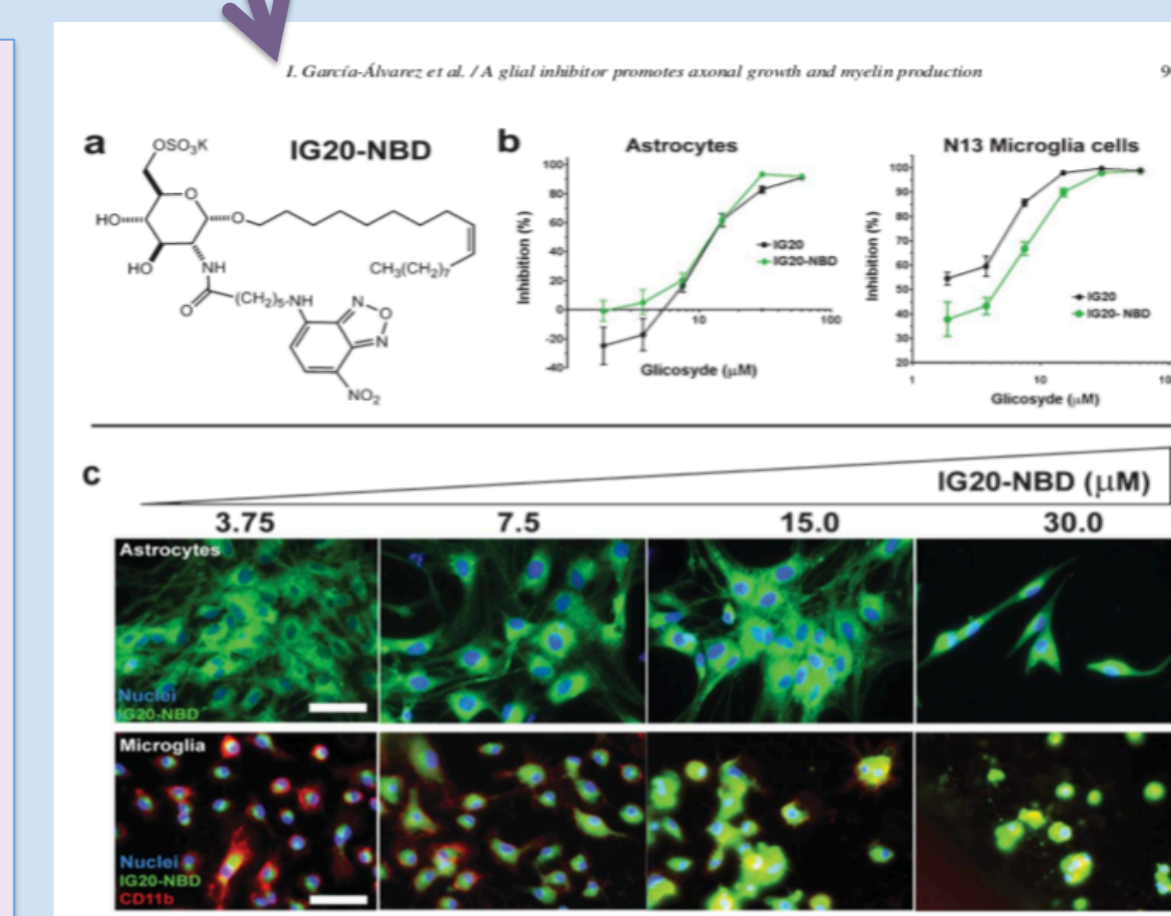 I. García-Álvarez et al. / A glial inhibitor promotes axonal growth and myelin production
9
a
IG20-NBD
OSO₃K
O
HO
O
HO
NH
CH₃(CH₂)₇
O
(CH₂)₅-NH
N
O
N
NO₂
b
Astrocytes
Inhibition (%)
100
80
60
40
20
0
-20
-40
10
100
IG20
IG20-NBD
Glicosyde (μM)
N13 Microglia cells
Inhibition (%)
100
90
80
70
60
50
40
30
20
1
10
10
IG20
IG20- NBD
Glicosyde (μM)
c
IG20-NBD (μM)
3.75 7.5 15.0 30.0
Astrocytes
Nuclei
IG20-NBD
Microglia
Nuclei
IG20-NBD
CD11b